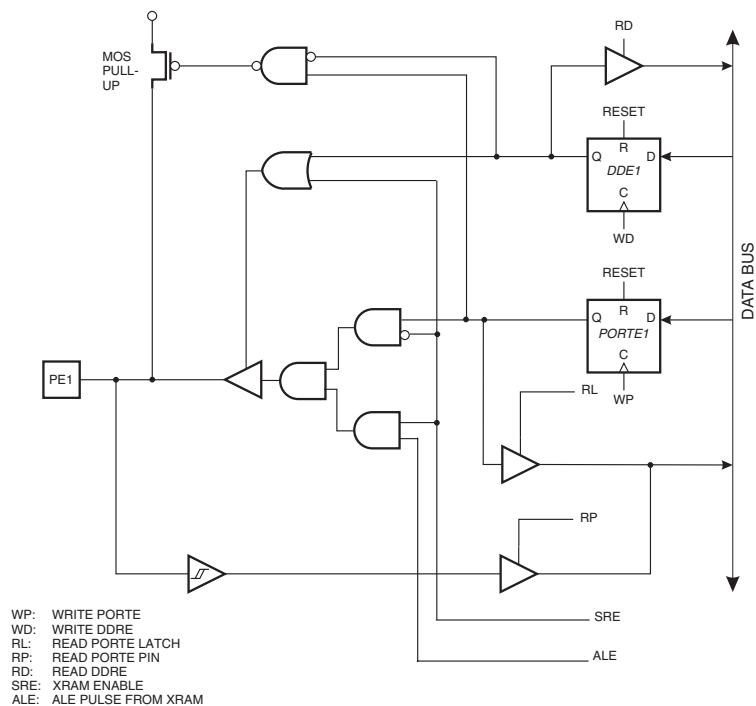 RD
MOS
PULL-
UP
RESET
R
Q
D
DDE1
C
WD
RESET
R
Q
D
PORTE1
C
WP
DATA BUS
PE1
RL
RP
SRE
ALE
WP: WRITE PORTE
WD: WRITE DDRE
RL: READ PORTE LATCH
RP: READ PORTE PIN
RD: READ DDRE
SRE: XRAM ENABLE
ALE: ALE PULSE FROM XRAM